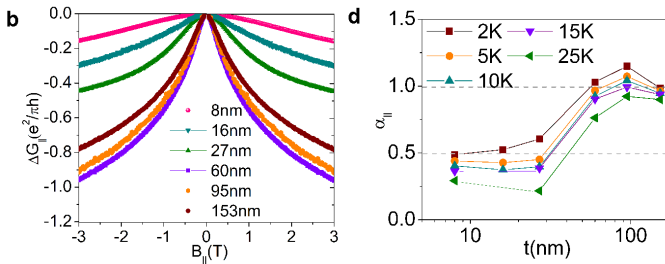 b
ΔG||(e²/πh)
0.0
-0.2
-0.4
-0.6
-0.8
-1.0
-1.2
8nm
16nm
27nm
60nm
95nm
153nm
-3 -2 -1 0 1 2 3
B||(T)
d
α||
1.5
1.0
0.5
0.0
2K 15K
5K 25K
10K
10 100
t(nm)